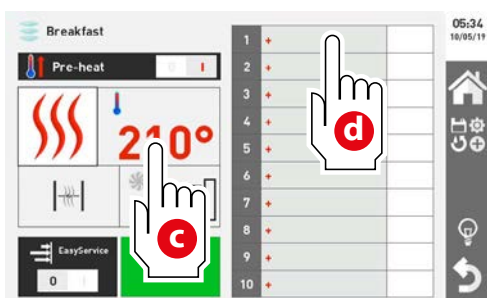 Breakfast
Pre-heat
0 I
210°
EasyService
0 I
c
1 +
2 +
3 +
4 +
5 +
6 +
7 +
8 +
9 +
10 +
d
05:34
10/05/19